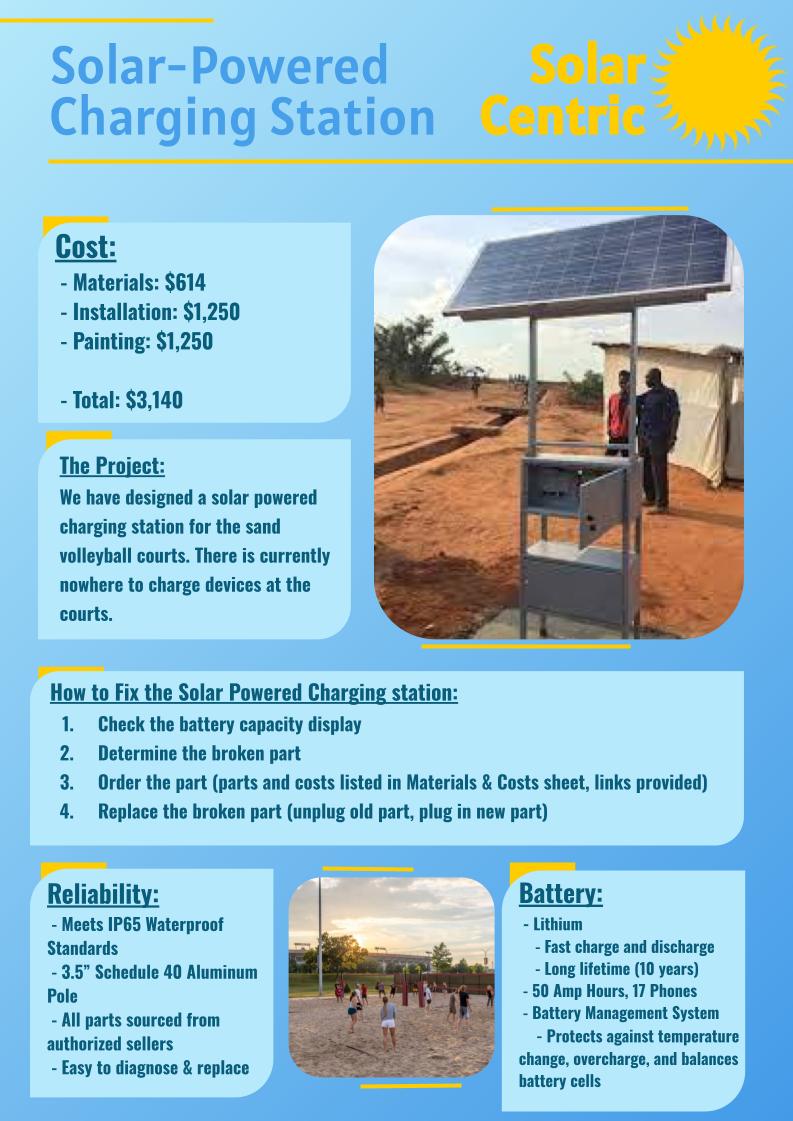 Solar-Powered
Charging Station
Solar
Centric
Cost:
- Materials: $614
- Installation: $1,250
- Painting: $1,250
- Total: $3,140
The Project:
We have designed a solar powered
charging station for the sand
volleyball courts. There is currently
nowhere to charge devices at the
courts.
How to Fix the Solar Powered Charging station:
1. Check the battery capacity display
2. Determine the broken part
3. Order the part (parts and costs listed in Materials & Costs sheet, links provided)
4. Replace the broken part (unplug old part, plug in new part)
Reliability:
- Meets IP65 Waterproof
Standards
- 3.5” Schedule 40 Aluminum
Pole
- All parts sourced from
authorized sellers
- Easy to diagnose & replace
Battery:
- Lithium
- Fast charge and discharge
- Long lifetime (10 years)
- 50 Amp Hours, 17 Phones
- Battery Management System
- Protects against temperature
change, overcharge, and balances
battery cells